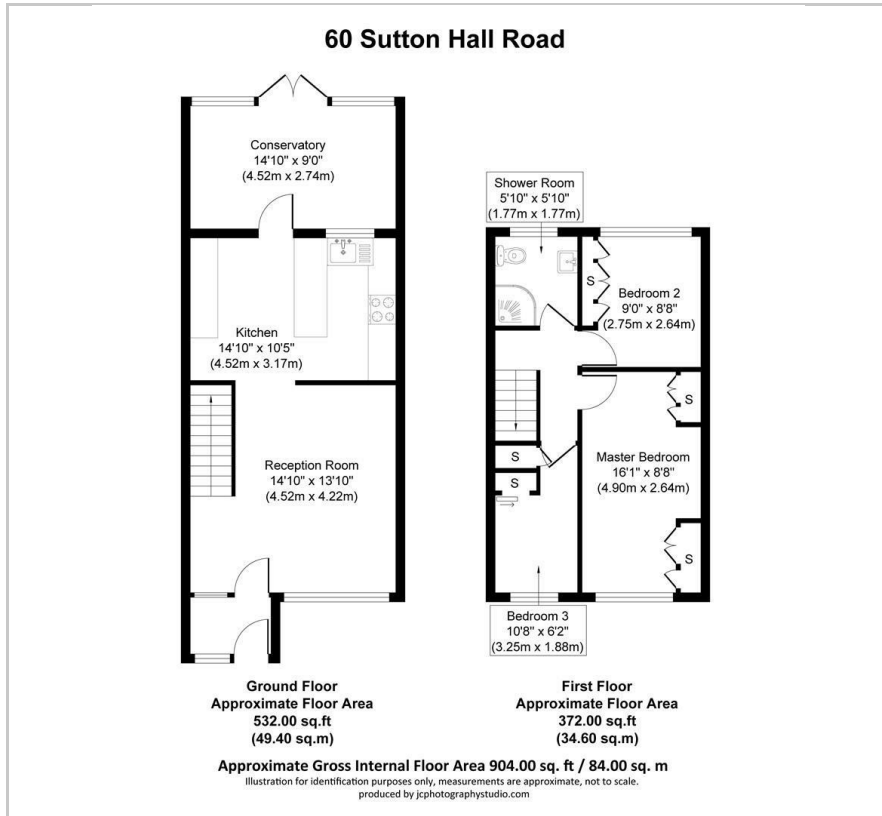 60 Sutton Hall Road
Conservatory
14'10" x 9'0"
(4.52m x 2.74m)
Kitchen
14'10" x 10'5"
(4.52m x 3.17m)
Reception Room
14'10" x 13'10"
(4.52m x 4.22m)
Ground Floor
Approximate Floor Area
532.00 sq.ft
(49.40 sq.m)
Shower Room
5'10" x 5'10"
(1.77m x 1.77m)
S
Bedroom 2
9'0" x 8'8"
(2.75m x 2.64m)
S
Master Bedroom
16'1" x 8'8"
(4.90m x 2.64m)
S
S
S
Bedroom 3
10'8" x 6'2"
(3.25m x 1.88m)
First Floor
Approximate Floor Area
372.00 sq.ft
(34.60 sq.m)
Approximate Gross Internal Floor Area 904.00 sq. ft / 84.00 sq. m
Illustration for identification purposes only, measurements are approximate, not to scale.
produced by jcphotographystudio.com